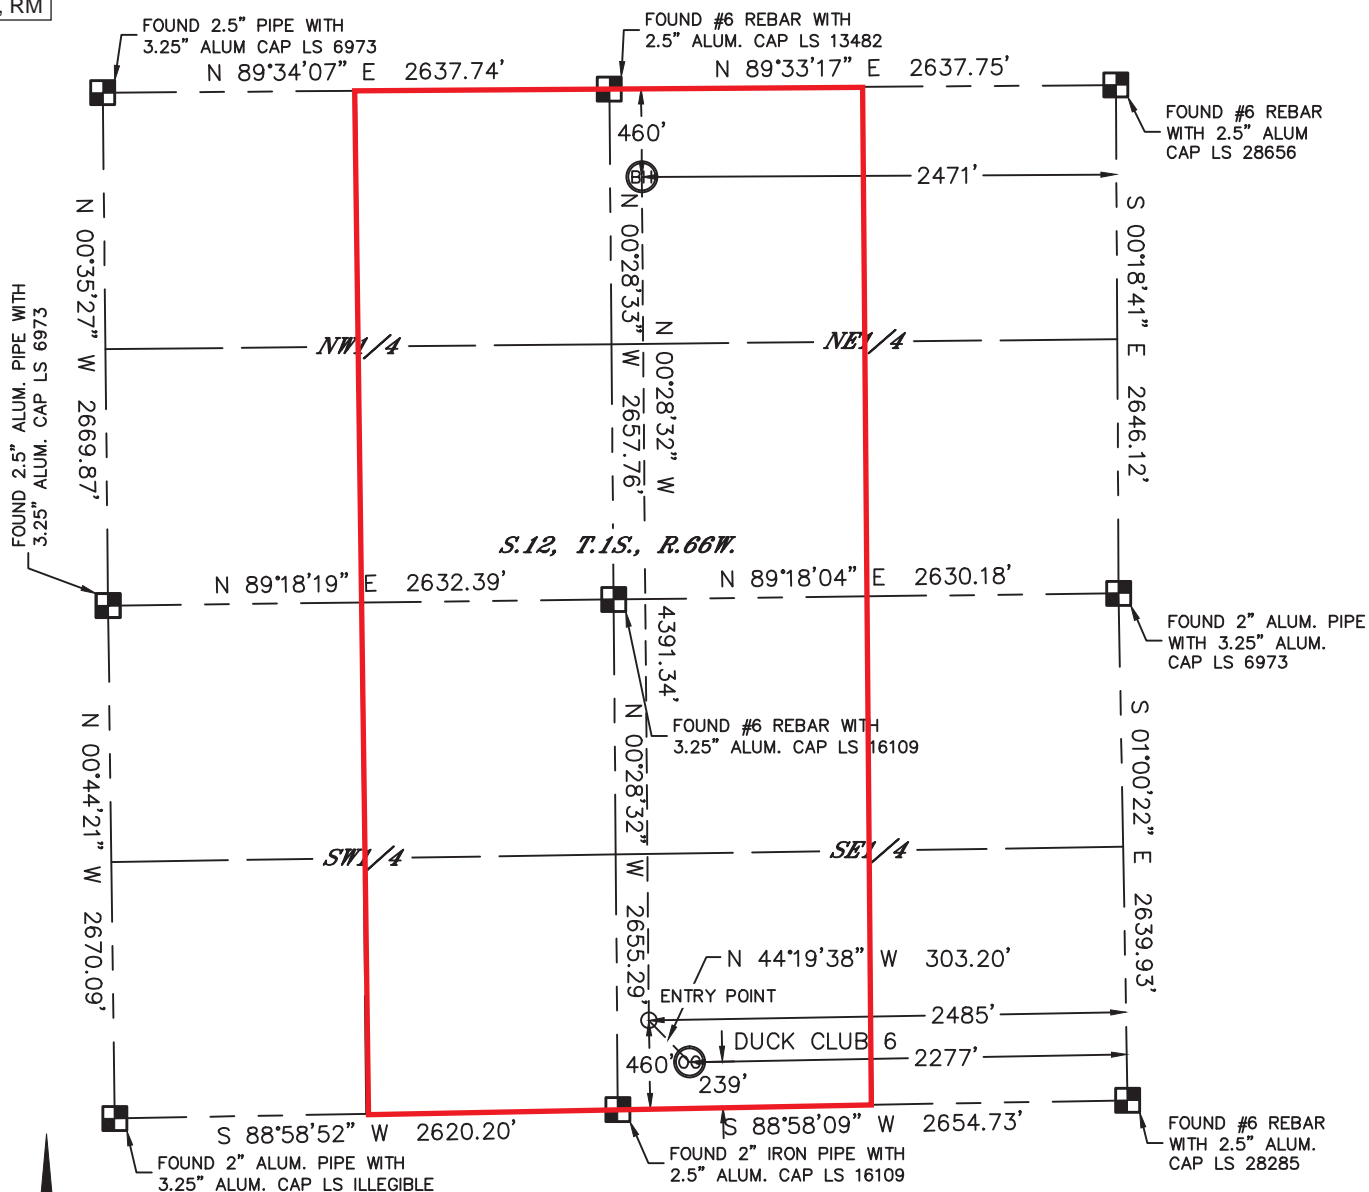 , RM
FOUND 2.5" PIPE WITH
3.25" ALUM CAP LS 6973
N 89°34'07" E 2637.74'
FOUND #6 REBAR WITH
2.5" ALUM. CAP LS 13482
N 89°33'17" E 2637.75'
FOUND #6 REBAR
WITH 2.5" ALUM
CAP LS 28656
460'
BH
2471'
N 00°35'27" W 2669.87'
N 00°28'33" W 2657.76'
N 00°28'32" W
4391.34'
S 00°18'41" E 2646.12'
FOUND 2.5" ALUM. PIPE WITH
3.25" ALUM. CAP LS 6973
NW1/4
NE1/4
S.12, T.1S., R.66W.
N 89°18'19" E 2632.39'
N 89°18'04" E 2630.18'
FOUND 2" ALUM. PIPE
WITH 3.25" ALUM.
CAP LS 6973
FOUND #6 REBAR WITH
3.25" ALUM. CAP LS 16109
N 00°44'21" W 2670.09'
N 00°28'32" W 2655.29'
S 01°00'22" E 2639.93'
SW1/4
SE1/4
N 44°19'38" W 303.20'
ENTRY POINT
2485'
DUCK CLUB 6
460'
OG
2277'
239'
S 88°58'52" W 2620.20'
S 88°58'09" W 2654.73'
FOUND 2" ALUM. PIPE WITH
3.25" ALUM. CAP LS ILLEGIBLE
FOUND 2" IRON PIPE WITH
2.5" ALUM. CAP LS 16109
FOUND #6 REBAR
WITH 2.5" ALUM.
CAP LS 28285